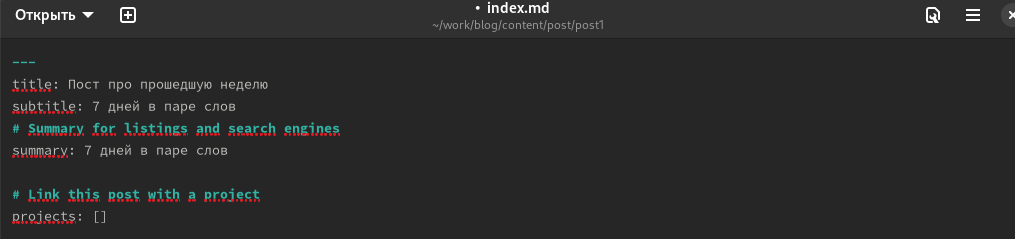 Открыть
• index.md
~/work/blog/content/post/post1
---
title: Пост про прошедшую неделю
subtitle: 7 дней в паре слов
# Summary for listings and search engines
summary: 7 дней в паре слов
# Link this post with a project
projects: []